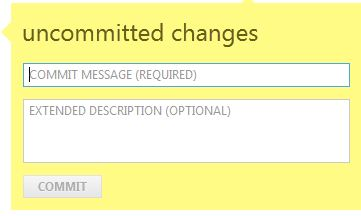 uncommitted changes
COMMIT MESSAGE (REQUIRED)
EXTENDED DESCRIPTION (OPTIONAL)
COMMIT